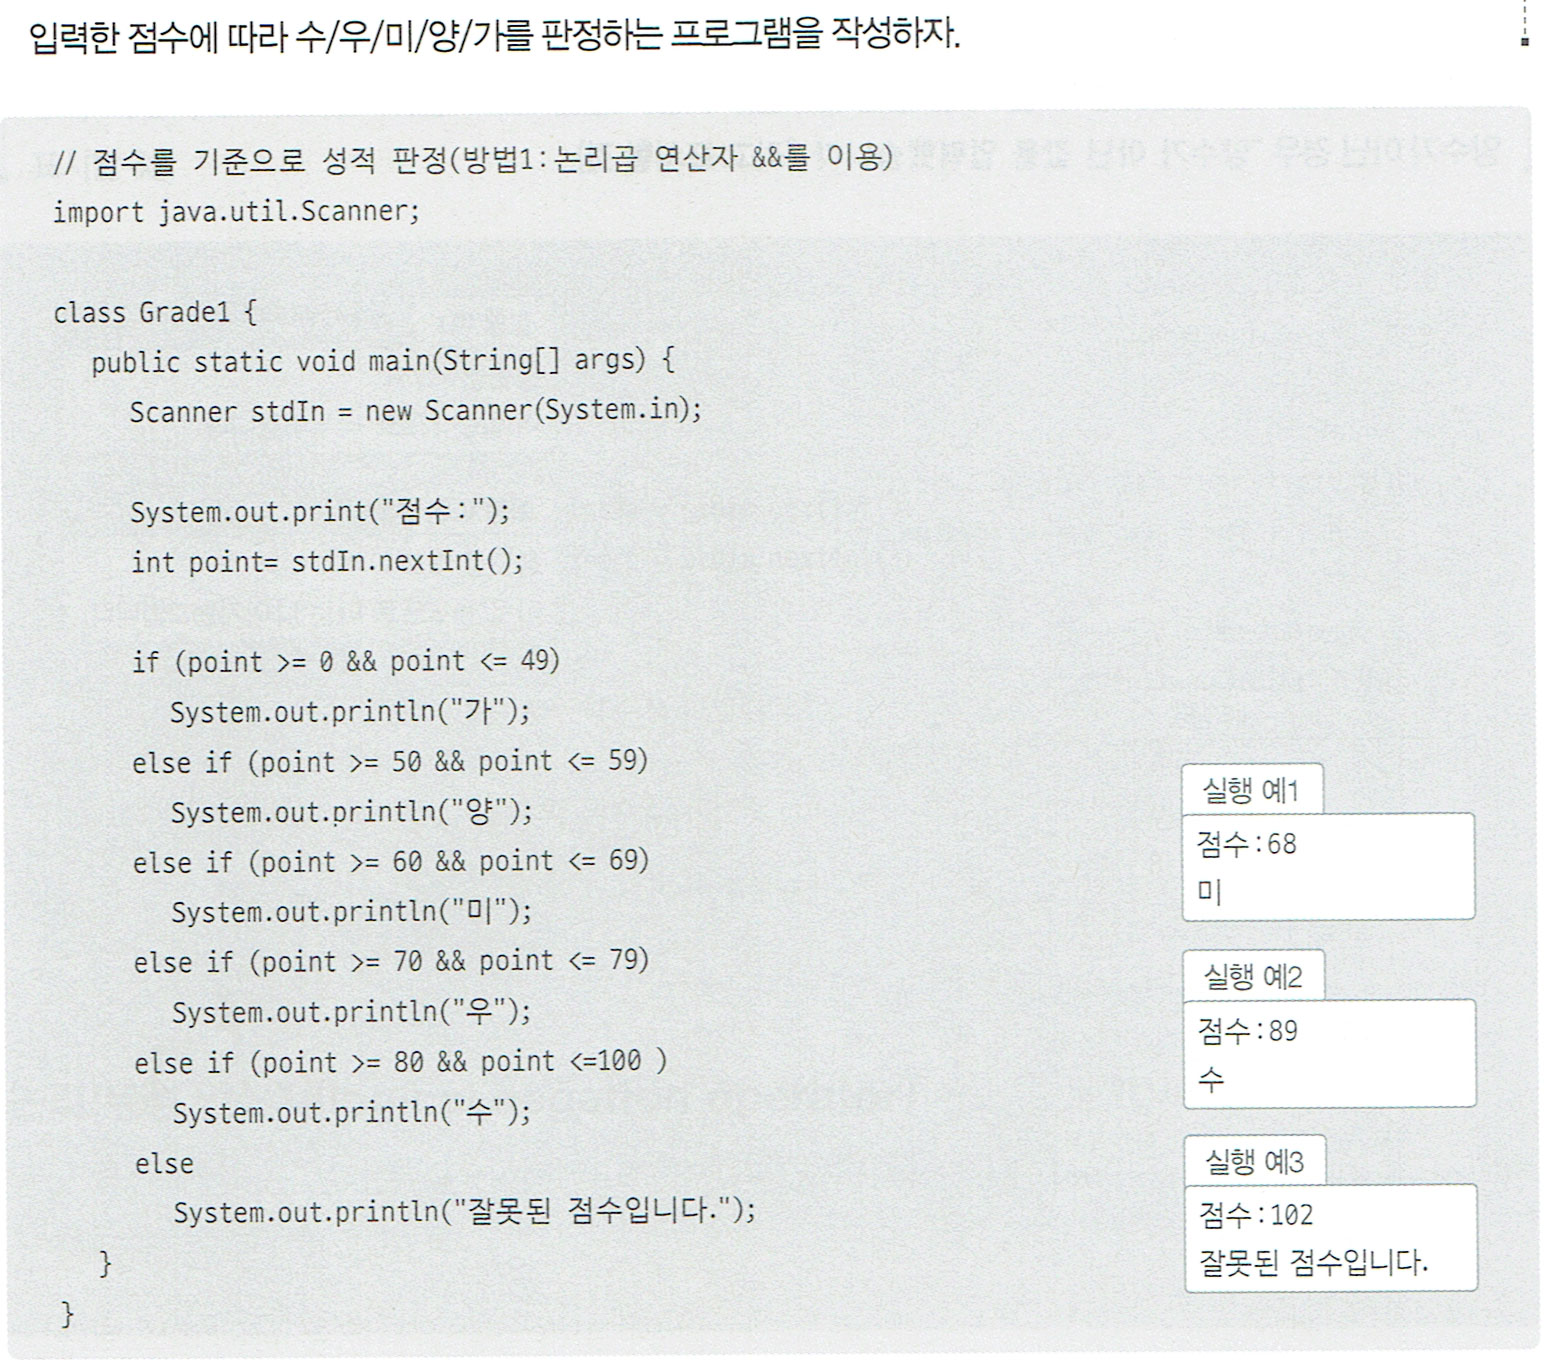 입력한 점수에 따라 수/우/미/양/가를 판정하는 프로그램을 작성하자.
// 점수를 기준으로 성적 판정(방법1:논리곱 연산자 &&를 이용)
import java.util.Scanner;
class Grade1 {
public static void main(String[] args) {
Scanner stdIn = new Scanner(System.in);
System.out.print("점수:");
int point= stdIn.nextInt();
if (point >= 0 && point <= 49)
System.out.println("가");
else if (point >= 50 && point <= 59)
System.out.println("양");
else if (point >= 60 && point <= 69)
System.out.println("미");
else if (point >= 70 && point <= 79)
System.out.println("우");
else if (point >= 80 && point <=100 )
System.out.println("수");
else
System.out.println("잘못된 점수입니다.");
}
}
실행 예1
점수:68
미
실행 예2
점수:89
수
실행 예3
점수:102
잘못된 점수입니다.